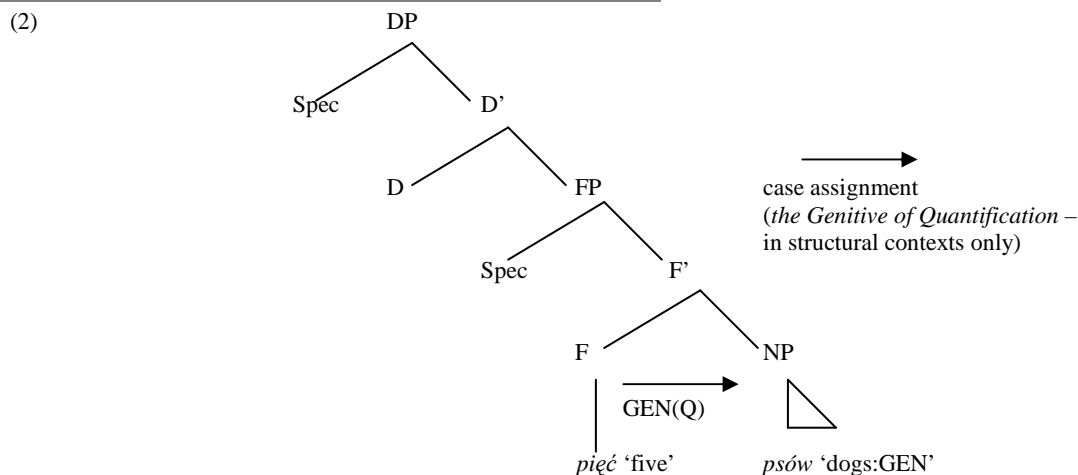 (2)
DP
Spec D’
D FP
case assignment
(the Genitive of Quantification –
in structural contexts only)
Spec F’
F NP
GEN(Q)
pięć ‘five’ psów ‘dogs:GEN’